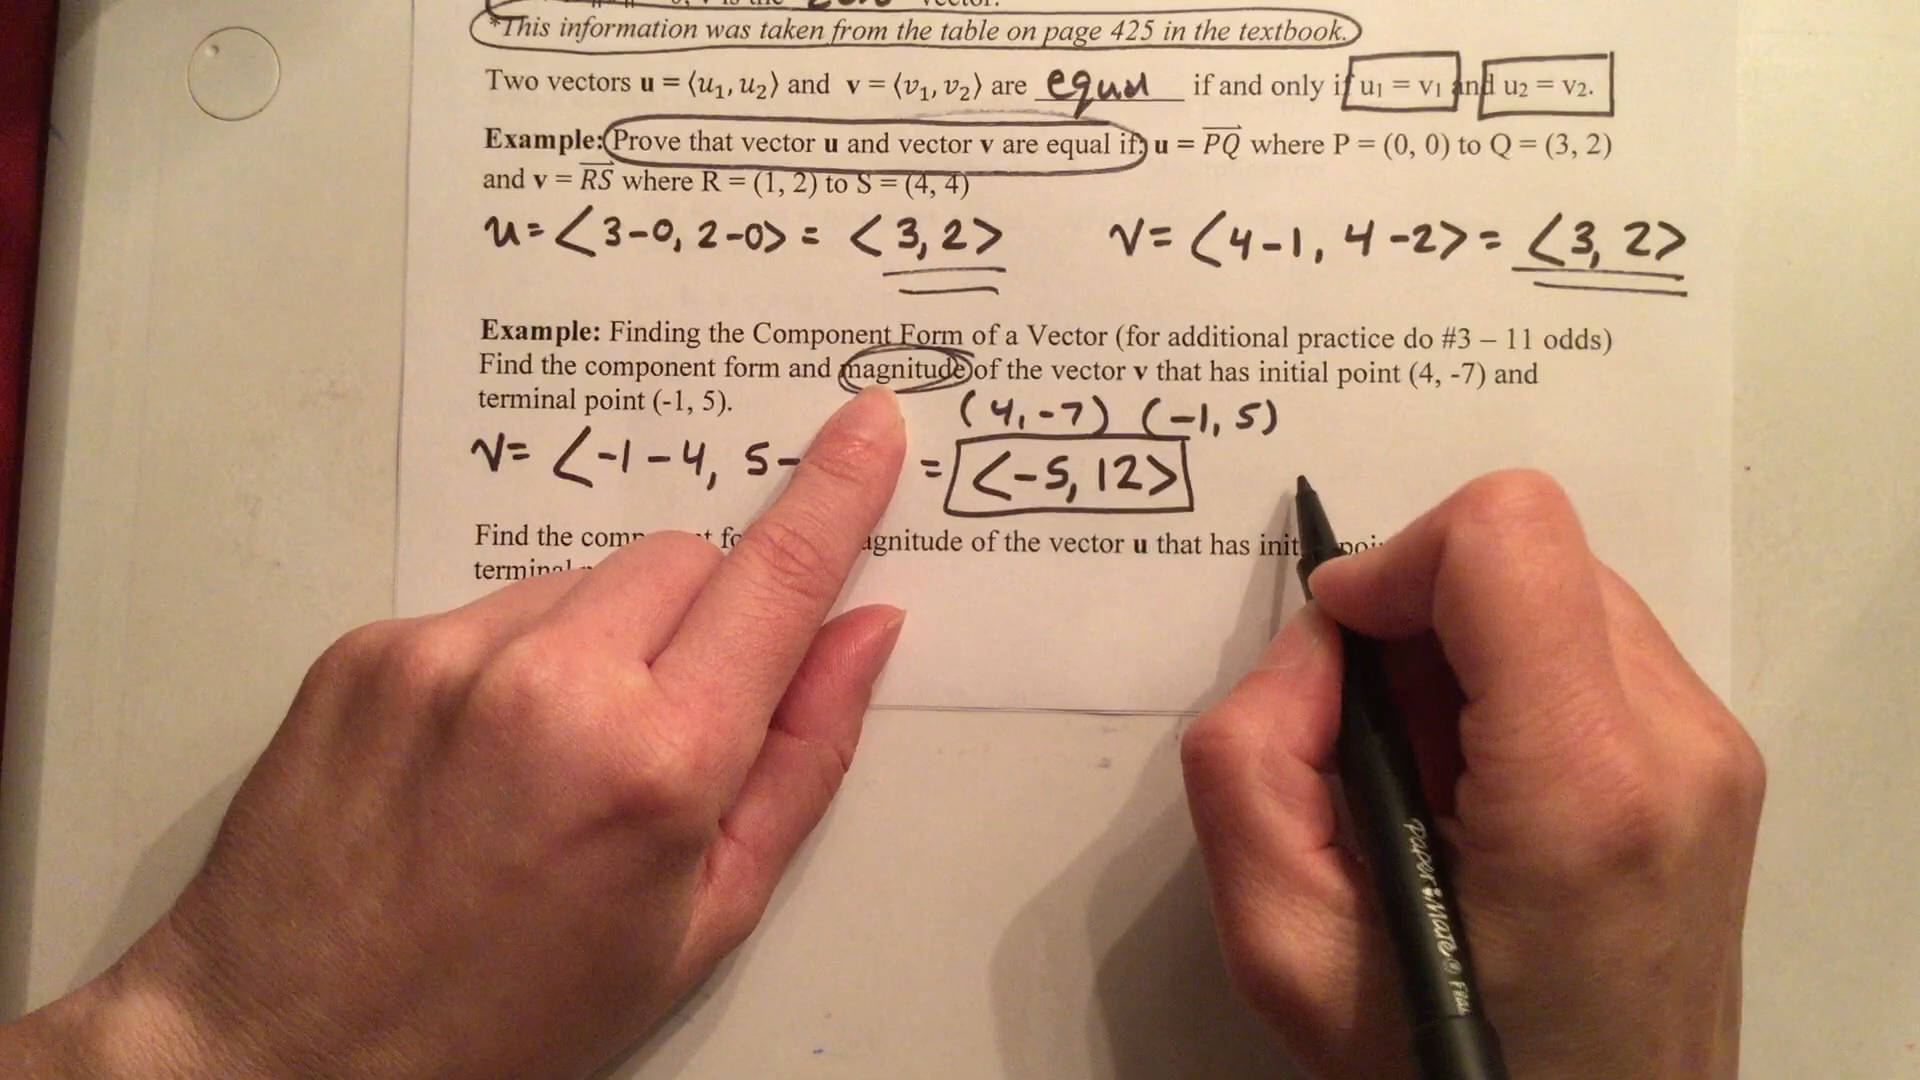 vector.
*This information was taken from the table on page 425 in the textbook.
Two vectors u = ⟨u₁, u₂⟩ and v = ⟨v₁, v₂⟩ are equal if and only if u₁ = v₁ and u₂ = v₂.
Example: Prove that vector u and vector v are equal if: u = PQ where P = (0, 0) to Q = (3, 2)
and v = RS where R = (1, 2) to S = (4, 4)
u = <3-0, 2-0> = <3, 2> v = <4-1, 4-2> = <3, 2>
Example: Finding the Component Form of a Vector (for additional practice do #3 – 11 odds)
Find the component form and magnitude of the vector v that has initial point (4, -7) and
terminal point (-1, 5).
(4, -7) (-1, 5)
v = <-1-4, 5- = <-5, 12>
Find the agnitude of the vector u that has
PaperMate